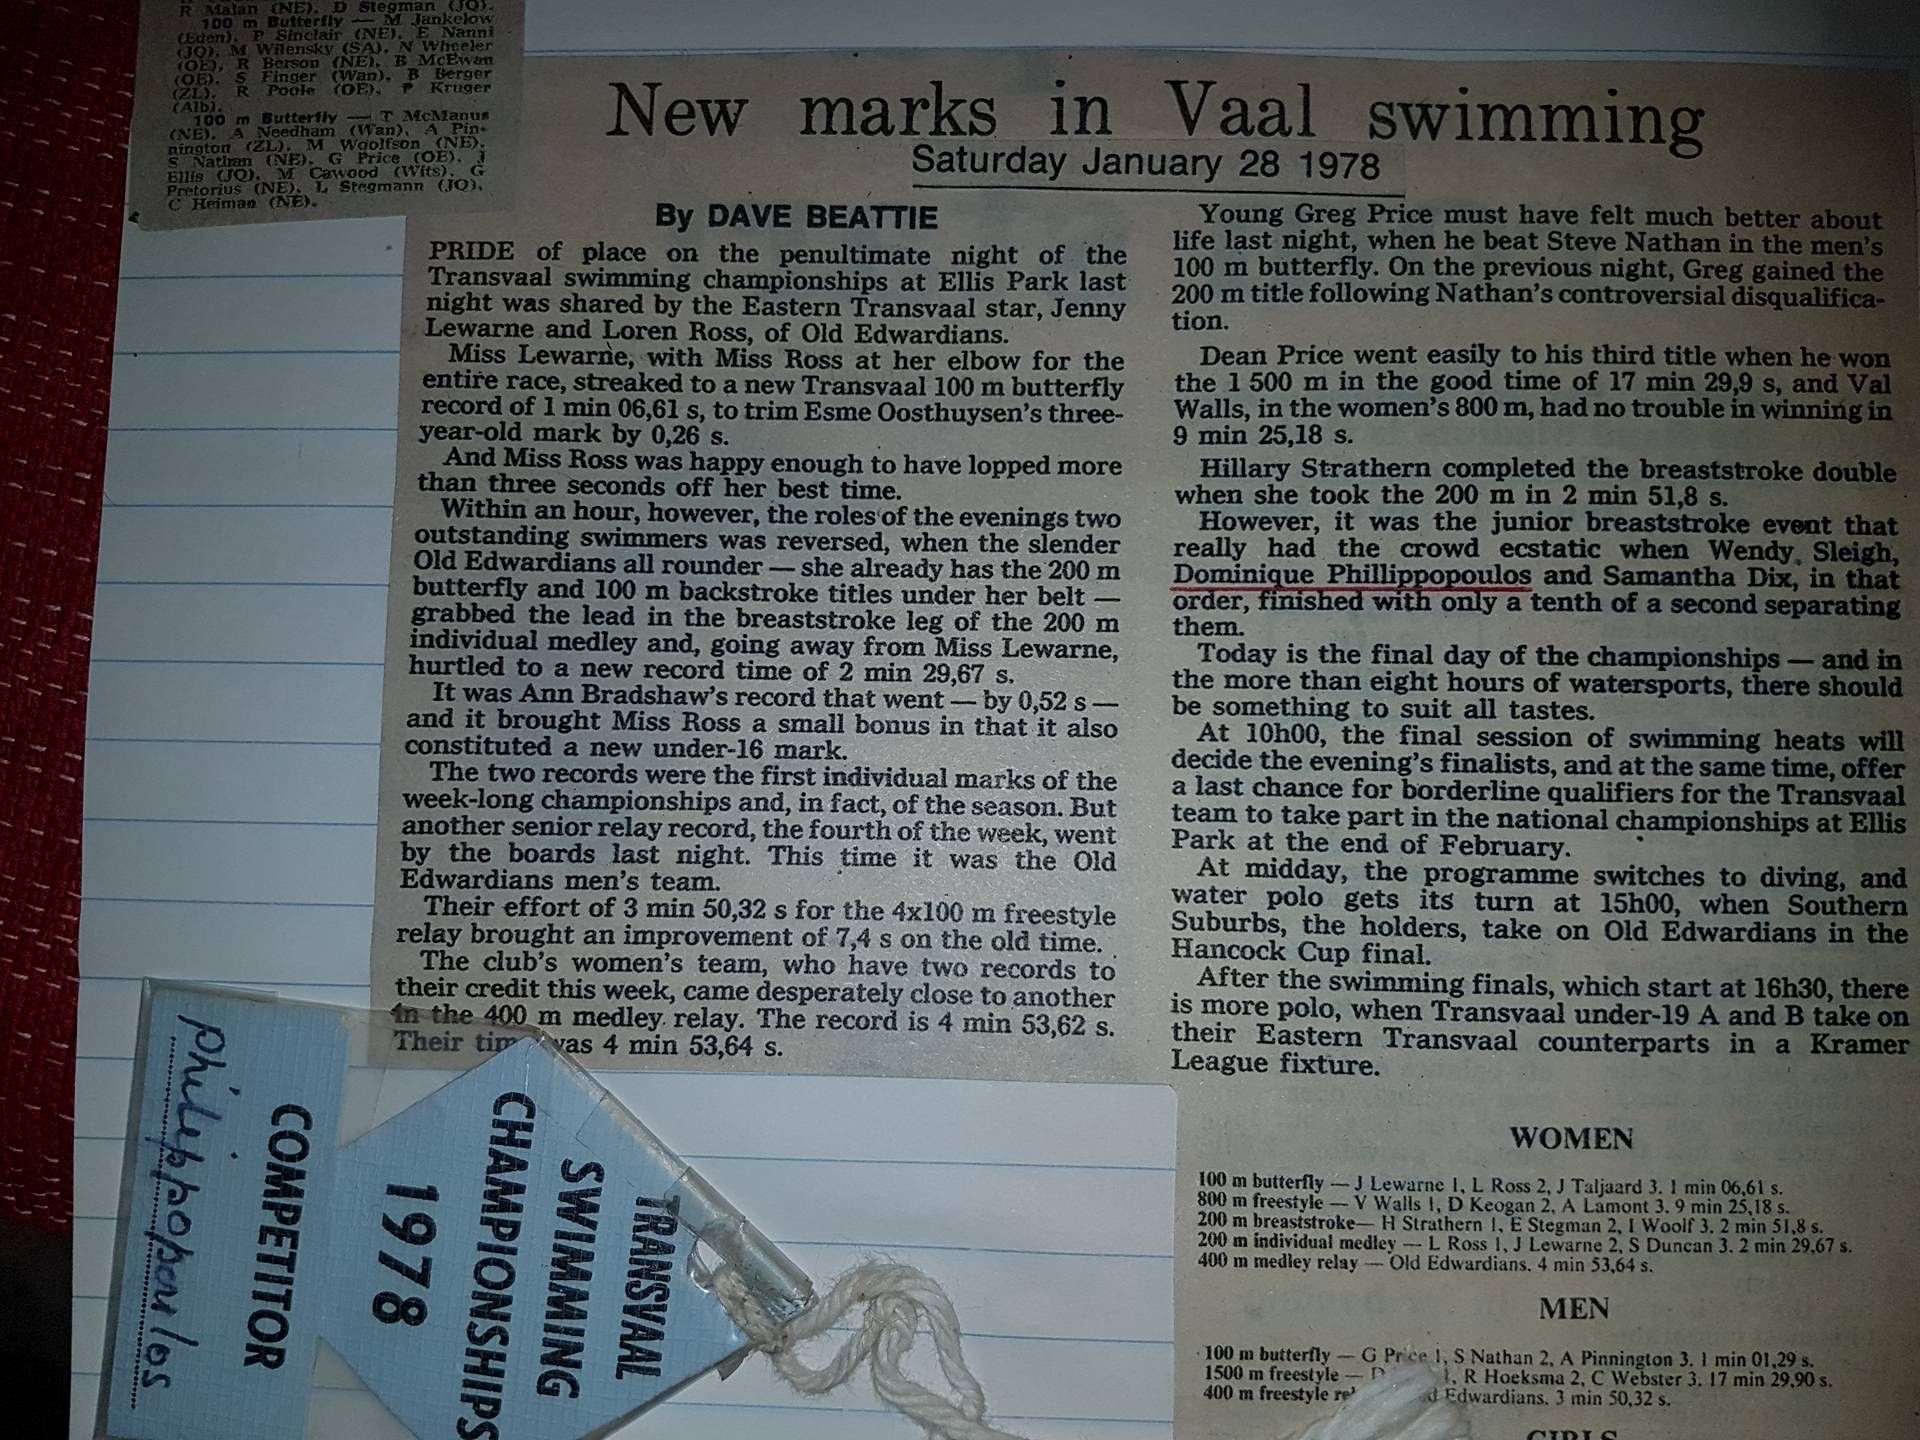 R Malan (NE), D Stegman (JQ).
100 m Butterfly — M Jankelow
(Eden), P Sinclair (NE), E Nanni
(JQ), M Wilensky (SA), N Wheeler
(OE), R Berson (NE), B McEwan
(OE), S Finger (Wan), B Berger
(ZL), R Poole (OE), P Kruger
(Alb).
100 m Butterfly — T McManus
(NE), A Needham (Wan), A Pin-
nington (ZL), M Woolfson (NE),
S Nathan (NE), G Price (OE), J
Ellis (JQ), M Cawood (Wits), G
Pretorius (NE), L Stegmann (JQ),
C Heiman (NE).
New marks in Vaal swimming
Saturday January 28 1978
By DAVE BEATTIE
PRIDE of place on the penultimate night of the
Transvaal swimming championships at Ellis Park last
night was shared by the Eastern Transvaal star, Jenny
Lewarne and Loren Ross, of Old Edwardians.
Miss Lewarne, with Miss Ross at her elbow for the
entire race, streaked to a new Transvaal 100 m butterfly
record of 1 min 06,61 s, to trim Esme Oosthuysen's three-
year-old mark by 0,26 s.
And Miss Ross was happy enough to have lopped more
than three seconds off her best time.
Within an hour, however, the roles of the evenings two
outstanding swimmers was reversed, when the slender
Old Edwardians all rounder — she already has the 200 m
butterfly and 100 m backstroke titles under her belt —
grabbed the lead in the breaststroke leg of the 200 m
individual medley and, going away from Miss Lewarne,
hurtled to a new record time of 2 min 29,67 s.
It was Ann Bradshaw's record that went — by 0,52 s —
and it brought Miss Ross a small bonus in that it also
constituted a new under-16 mark.
The two records were the first individual marks of the
week-long championships and, in fact, of the season. But
another senior relay record, the fourth of the week, went
by the boards last night. This time it was the Old
Edwardians men's team.
Their effort of 3 min 50,32 s for the 4x100 m freestyle
relay brought an improvement of 7,4 s on the old time.
The club's women's team, who have two records to
their credit this week, came desperately close to another
in the 400 m medley relay. The record is 4 min 53,62 s.
Their tim was 4 min 53,64 s.
Young Greg Price must have felt much better about
life last night, when he beat Steve Nathan in the men's
100 m butterfly. On the previous night, Greg gained the
200 m title following Nathan's controversial disqualifica-
tion.
Dean Price went easily to his third title when he won
the 1 500 m in the good time of 17 min 29,9 s, and Val
Walls, in the women's 800 m, had no trouble in winning in
9 min 25,18 s.
Hillary Strathern completed the breaststroke double
when she took the 200 m in 2 min 51,8 s.
However, it was the junior breaststroke event that
really had the crowd ecstatic when Wendy Sleigh,
Dominique Phillippopoulos and Samantha Dix, in that
order, finished with only a tenth of a second separating
them.
Today is the final day of the championships — and in
the more than eight hours of watersports, there should
be something to suit all tastes.
At 10h00, the final session of swimming heats will
decide the evening's finalists, and at the same time, offer
a last chance for borderline qualifiers for the Transvaal
team to take part in the national championships at Ellis
Park at the end of February.
At midday, the programme switches to diving, and
water polo gets its turn at 15h00, when Southern
Suburbs, the holders, take on Old Edwardians in the
Hancock Cup final.
After the swimming finals, which start at 16h30, there
is more polo, when Transvaal under-19 A and B take on
their Eastern Transvaal counterparts in a Kramer
League fixture.
WOMEN
100 m butterfly — J Lewarne 1, L Ross 2, J Taljaard 3. 1 min 06,61 s.
800 m freestyle — V Walls 1, D Keogan 2, A Lamont 3. 9 min 25,18 s.
200 m breaststroke— H Strathern 1, E Stegman 2, I Woolf 3. 2 min 51,8 s.
200 m individual medley — L Ross 1, J Lewarne 2, S Duncan 3. 2 min 29,67 s.
400 m medley relay — Old Edwardians. 4 min 53,64 s.
MEN
100 m butterfly — G Price 1, S Nathan 2, A Pinnington 3. 1 min 01,29 s.
1500 m freestyle — D 1, R Hoeksma 2, C Webster 3. 17 min 29,90 s.
400 m freestyle Edwardians. 3 min 50,32 s.
GIRLS
TRANSVAAL
SWIMMING
CHAMPIONSHIPS
1978
COMPETITOR
Philippopoulos